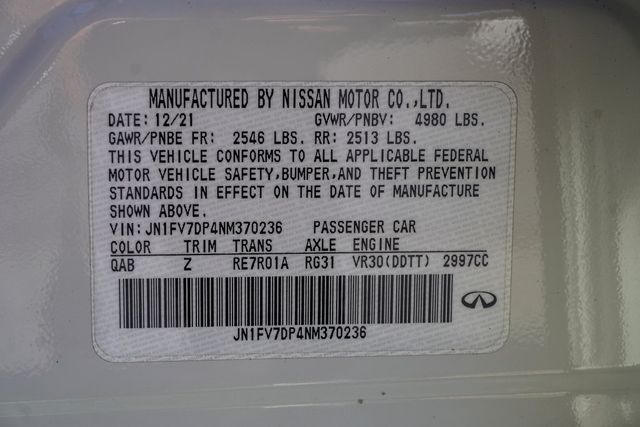 MANUFACTURED BY NISSAN MOTOR CO.,LTD.
DATE: 12/21 GVWR/PNBV: 4980 LBS.
GAWR/PNBE FR: 2546 LBS. RR: 2513 LBS.
THIS VEHICLE CONFORMS TO ALL APPLICABLE FEDERAL
MOTOR VEHICLE SAFETY,BUMPER,AND THEFT PREVENTION
STANDARDS IN EFFECT ON THE DATE OF MANUFACTURE
SHOWN ABOVE.
VIN: JN1FV7DP4NM370236 PASSENGER CAR
COLOR TRIM TRANS AXLE ENGINE
QAB Z RE7R01A RG31 VR30(DDTT) 2997CC
JN1FV7DP4NM370236